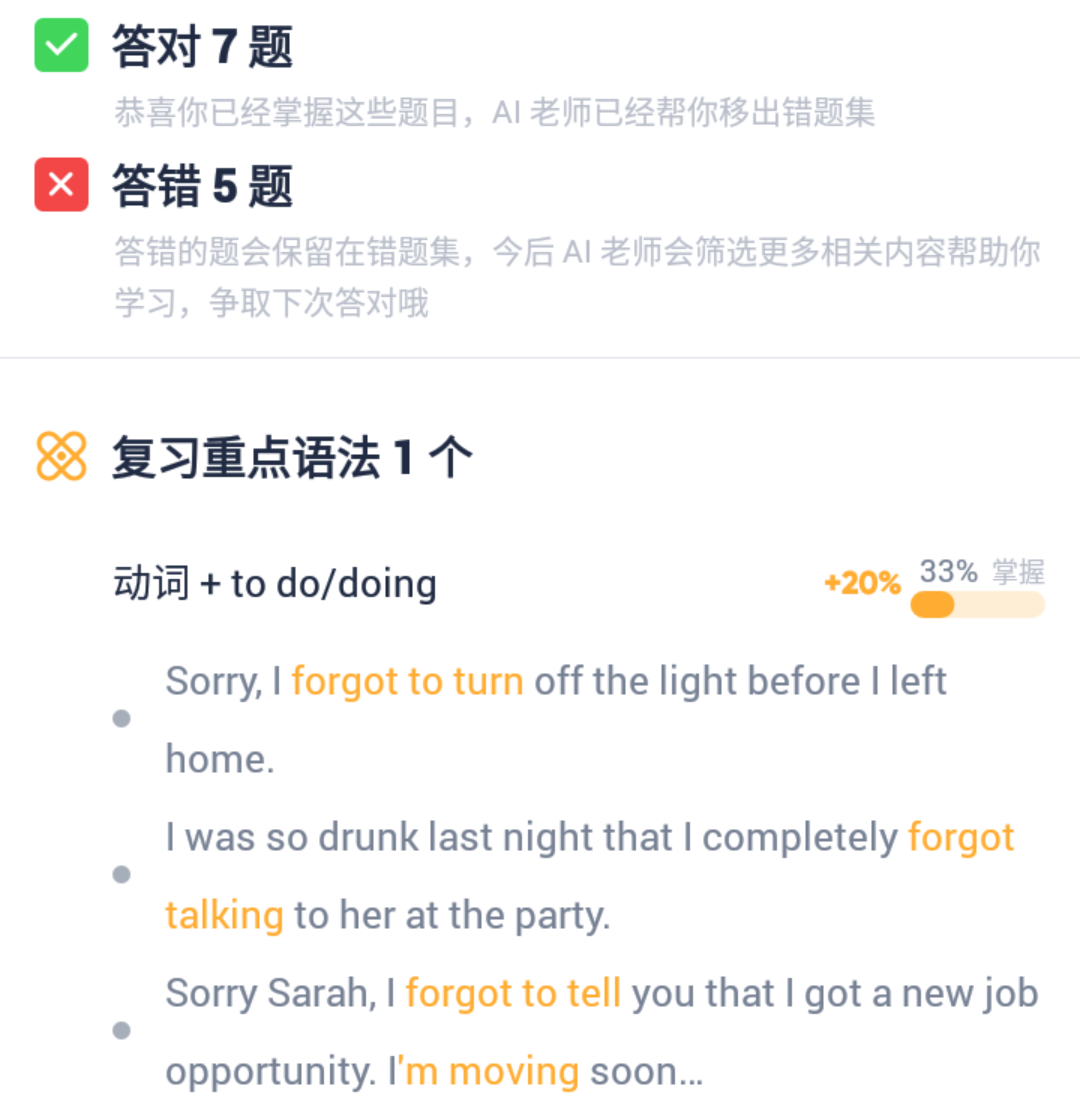 答对 7 题
恭喜你已经掌握这些题目，AI 老师已经帮你移出错题集
答错 5 题
答错的题会保留在错题集，今后 AI 老师会筛选更多相关内容帮助你
学习，争取下次答对哦
复习重点语法 1 个
动词 + to do/doing
+20% 33% 掌握
Sorry, I forgot to turn off the light before I left
home.
I was so drunk last night that I completely forgot
talking to her at the party.
Sorry Sarah, I forgot to tell you that I got a new job
opportunity. I'm moving soon...